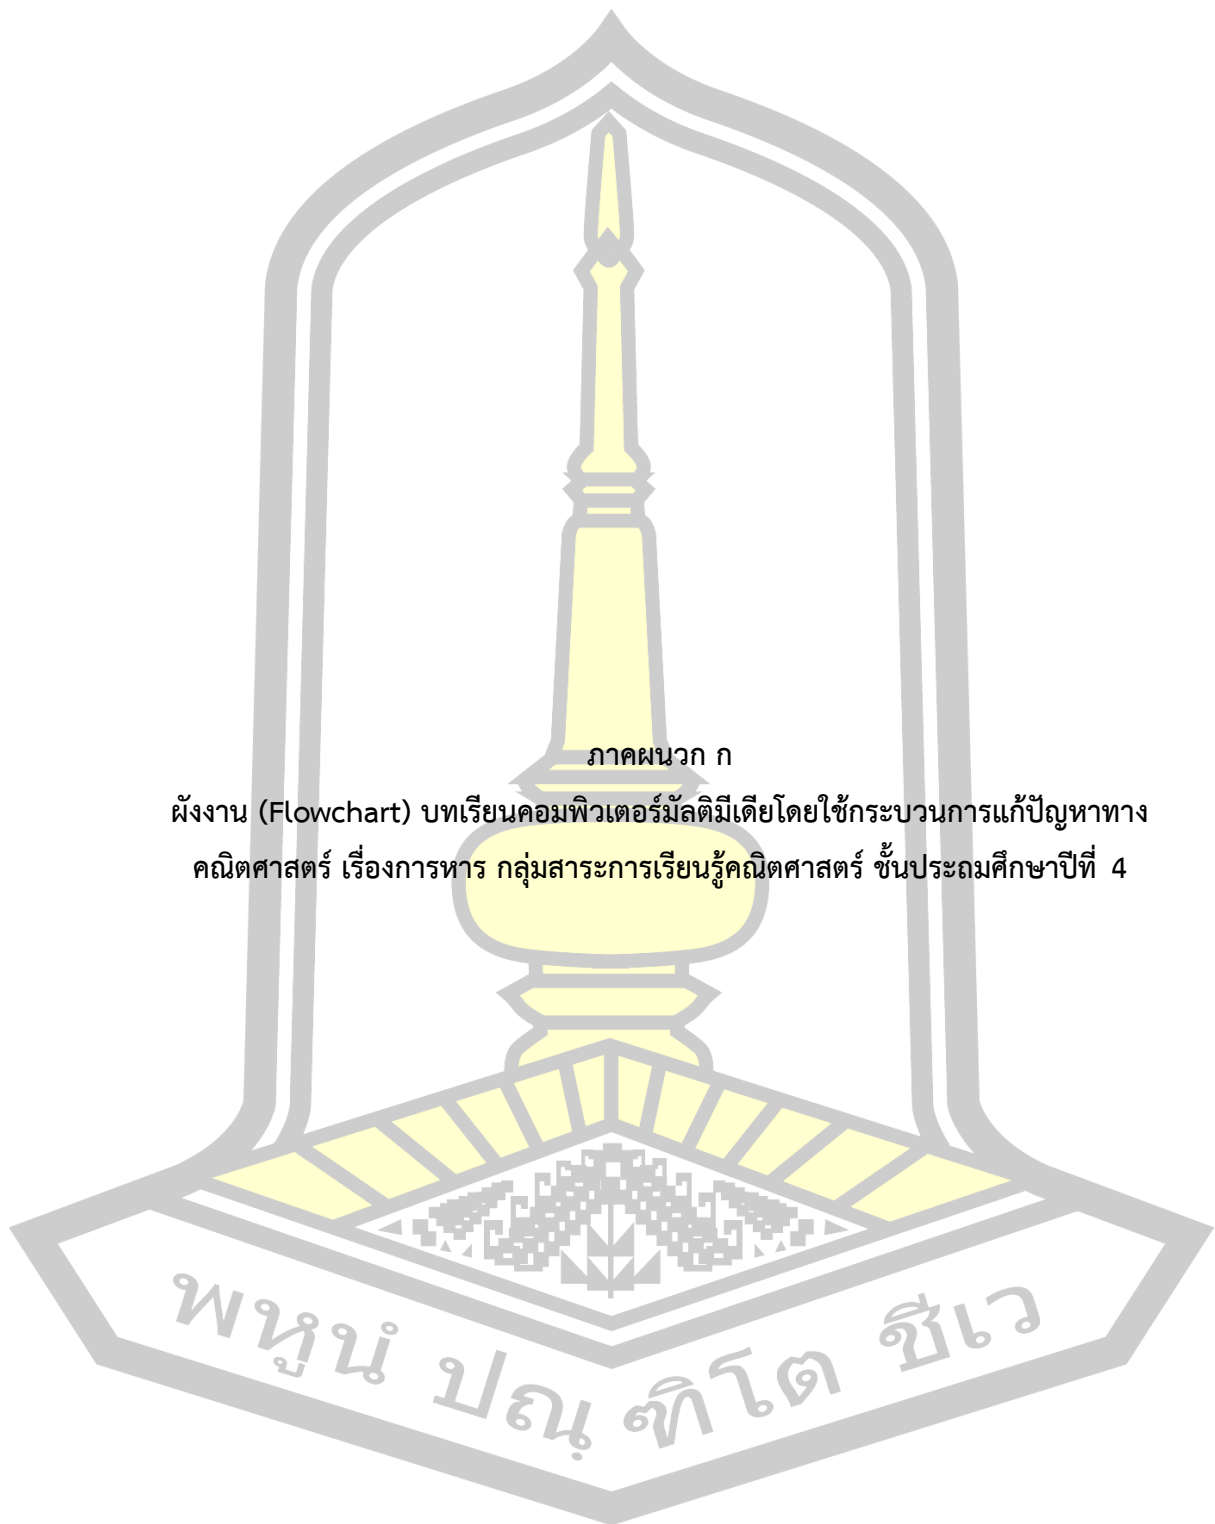 ภาคผนวก ก
ผังงาน (Flowchart) บทเรียนคอมพิวเตอร์มัลติมีเดียโดยใช้กระบวนการแก้ปัญหาทาง
คณิตศาสตร์ เรื่องการหาร กลุ่มสาระการเรียนรู้คณิตศาสตร์ ชั้นประถมศึกษาปีที่ 4
พหูนํ ปณฺ ฑิโต ชีเว